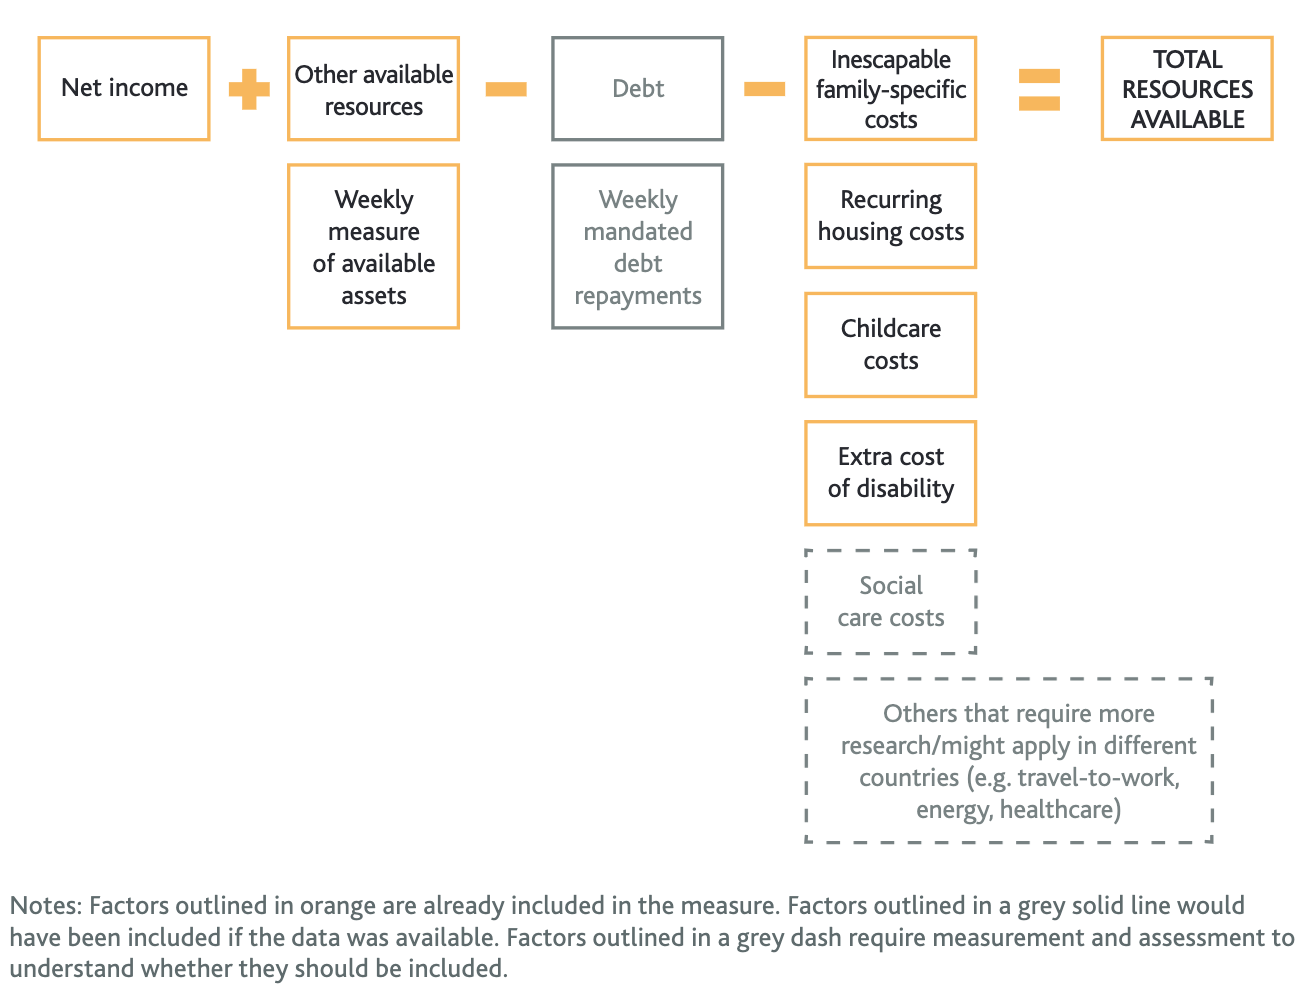 Net income
Other available
resources
Debt
Inescapable
family-specific
costs
TOTAL
RESOURCES
AVAILABLE
Weekly
measure
of available
assets
Weekly
mandated
debt
repayments
Recurring
housing costs
Childcare
costs
Extra cost
of disability
Social
care costs
Others that require more
research/might apply in different
countries (e.g. travel-to-work,
energy, healthcare)
Notes: Factors outlined in orange are already included in the measure. Factors outlined in a grey solid line would
have been included if the data was available. Factors outlined in a grey dash require measurement and assessment to
understand whether they should be included.